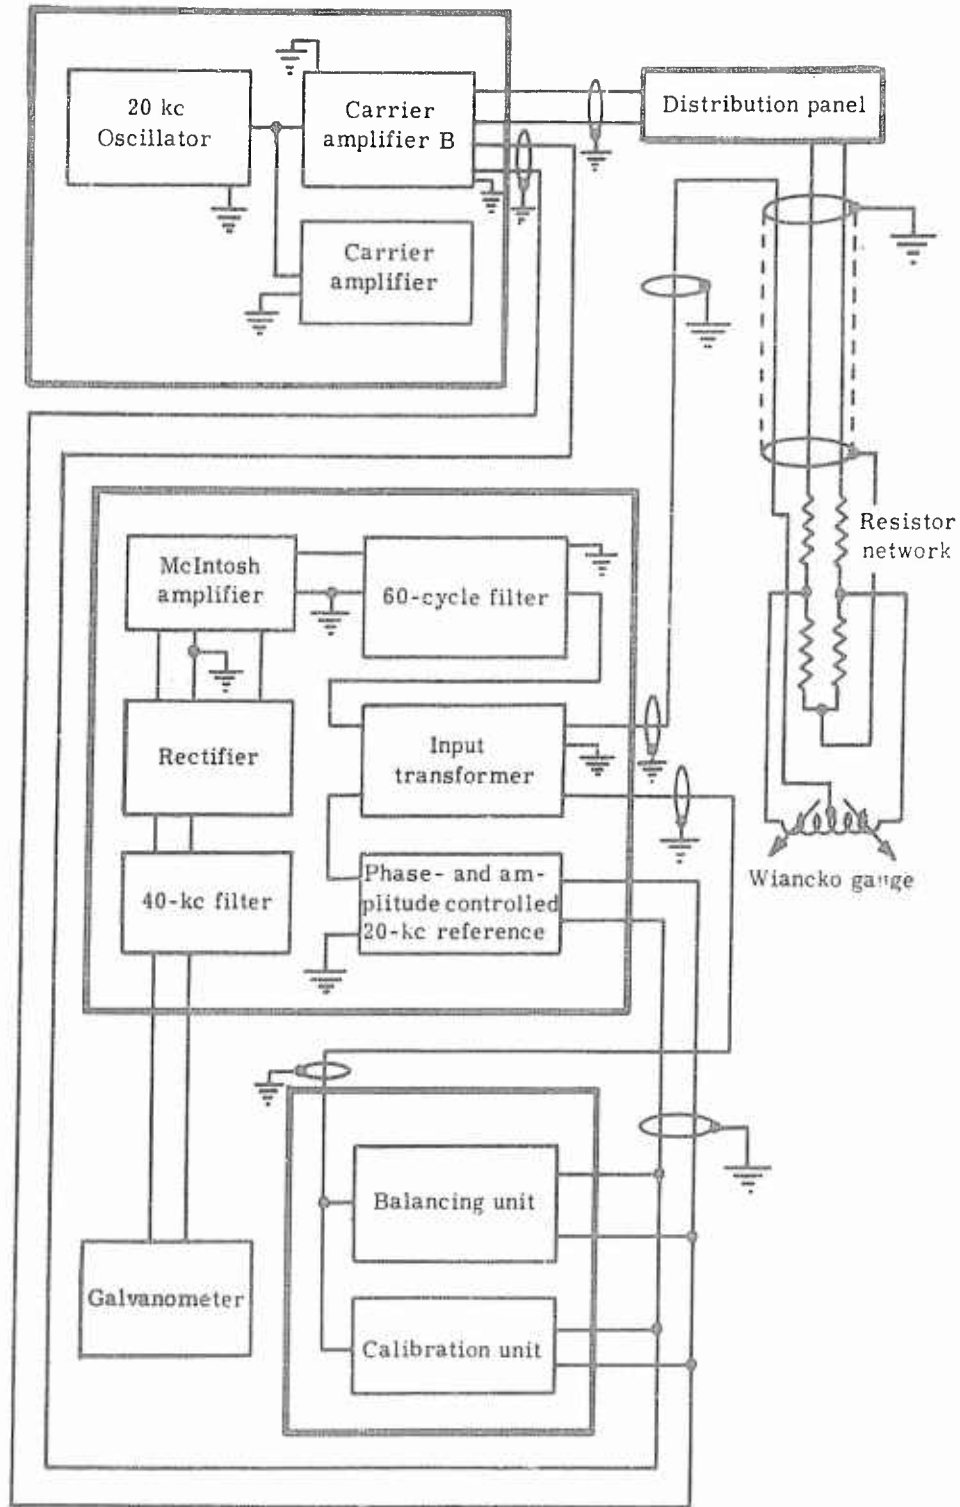 20 kc
Oscillator
Carrier
amplifier B
Distribution panel
Carrier
amplifier
Resistor
network
McIntosh
amplifier
60-cycle filter
Rectifier
Input
transformer
40-kc filter
Phase- and am-
plitude controlled
20-kc reference
Wiancko gauge
Balancing unit
Galvanometer
Calibration unit